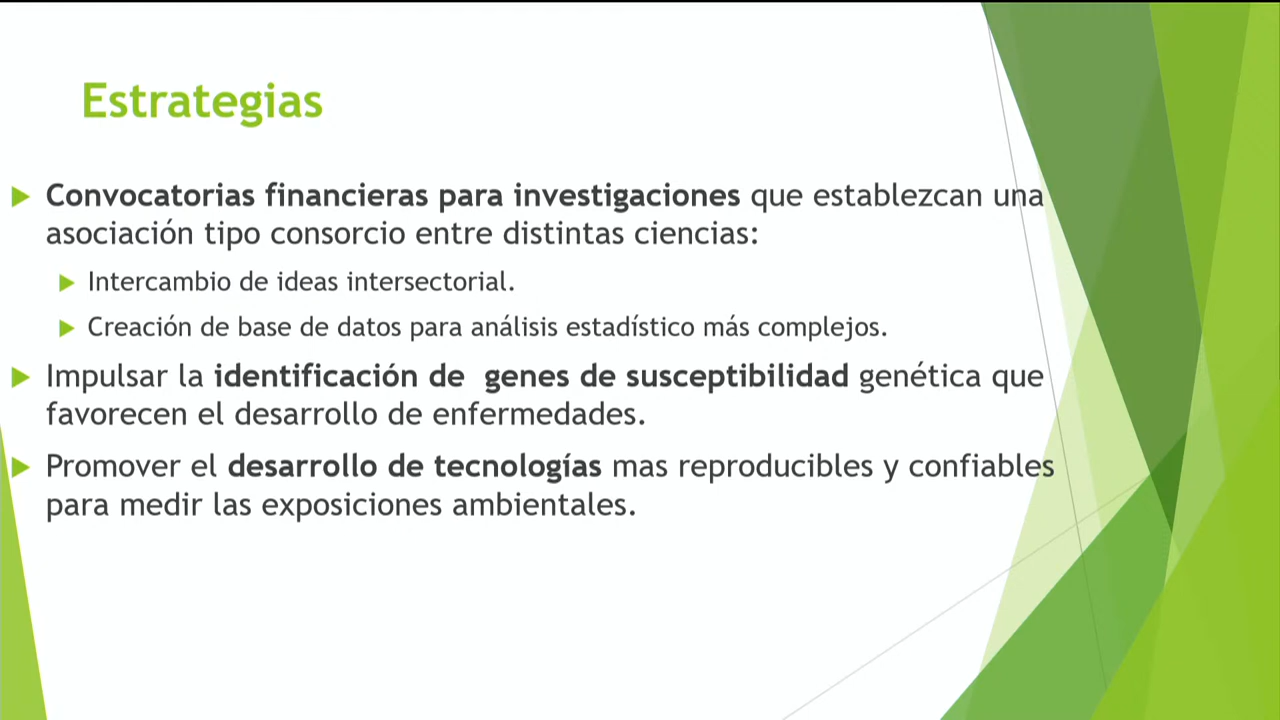 Estrategias
Convocatorias financieras para investigaciones que establezcan una
asociación tipo consorcio entre distintas ciencias:
Intercambio de ideas intersectorial.
Creación de base de datos para análisis estadístico más complejos.
Impulsar la identificación de  genes de susceptibilidad genética que
favorecen el desarrollo de enfermedades.
Promover el desarrollo de tecnologías mas reproducibles y confiables
para medir las exposiciones ambientales.